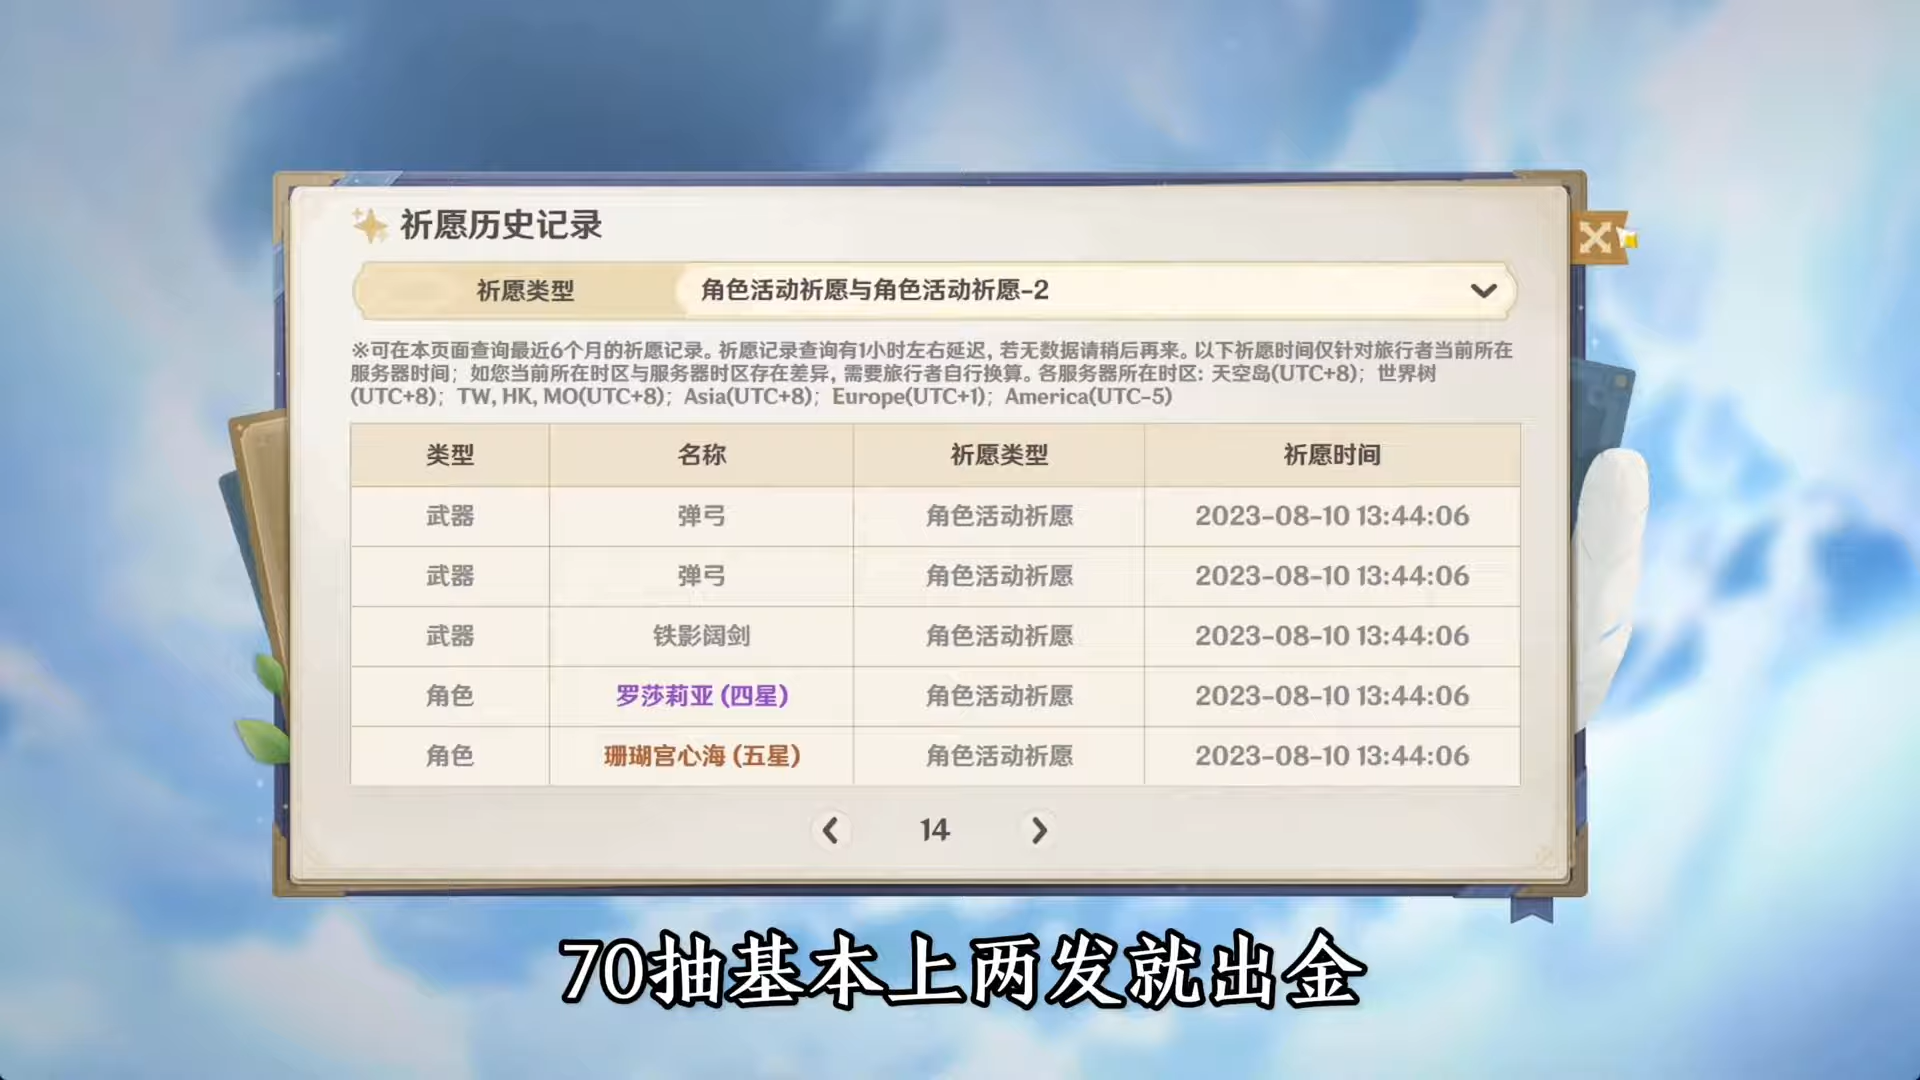 祈愿历史记录
祈愿类型 角色活动祈愿与角色活动祈愿-2
※可在本页面查询最近6个月的祈愿记录。祈愿记录查询有1小时左右延迟，若无数据请稍后再来。以下祈愿时间仅针对旅行者当前所在
服务器时间；如您当前所在时区与服务器时区存在差异，需要旅行者自行换算。各服务器所在时区：天空岛(UTC+8)；世界树
(UTC+8)；TW, HK, MO(UTC+8)；Asia(UTC+8)；Europe(UTC+1)；America(UTC-5)
类型 名称 祈愿类型 祈愿时间
武器 弹弓 角色活动祈愿 2023-08-10 13:44:06
武器 弹弓 角色活动祈愿 2023-08-10 13:44:06
武器 铁影阔剑 角色活动祈愿 2023-08-10 13:44:06
角色 罗莎莉亚 (四星) 角色活动祈愿 2023-08-10 13:44:06
角色 珊瑚宫心海 (五星) 角色活动祈愿 2023-08-10 13:44:06
14
70抽基本上两发就出金